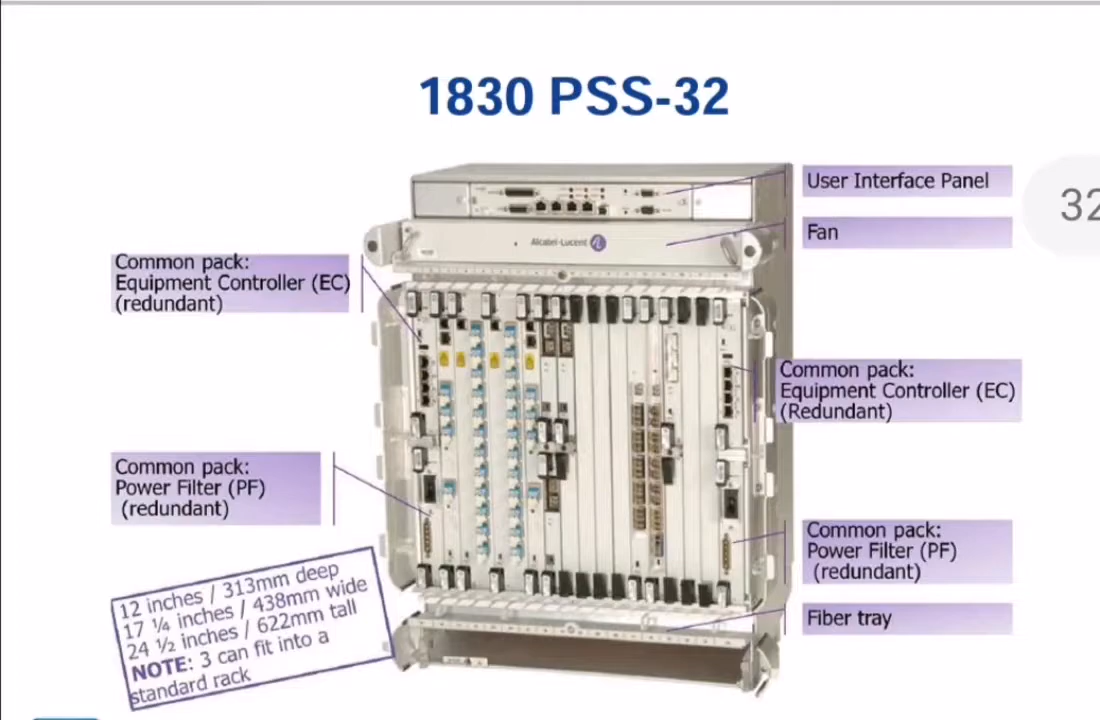 1830 PSS-32
User Interface Panel
32
Fan
Alcatel-Lucent
Common pack:
Equipment Controller (EC)
(redundant)
Common pack:
Equipment Controller (EC)
(Redundant)
Common pack:
Power Filter (PF)
(redundant)
Common pack:
Power Filter (PF)
(redundant)
Fiber tray
12 inches / 313mm deep
17 ¼ inches / 438mm wide
24 ½ inches / 622mm tall
NOTE: 3 can fit into a
standard rack